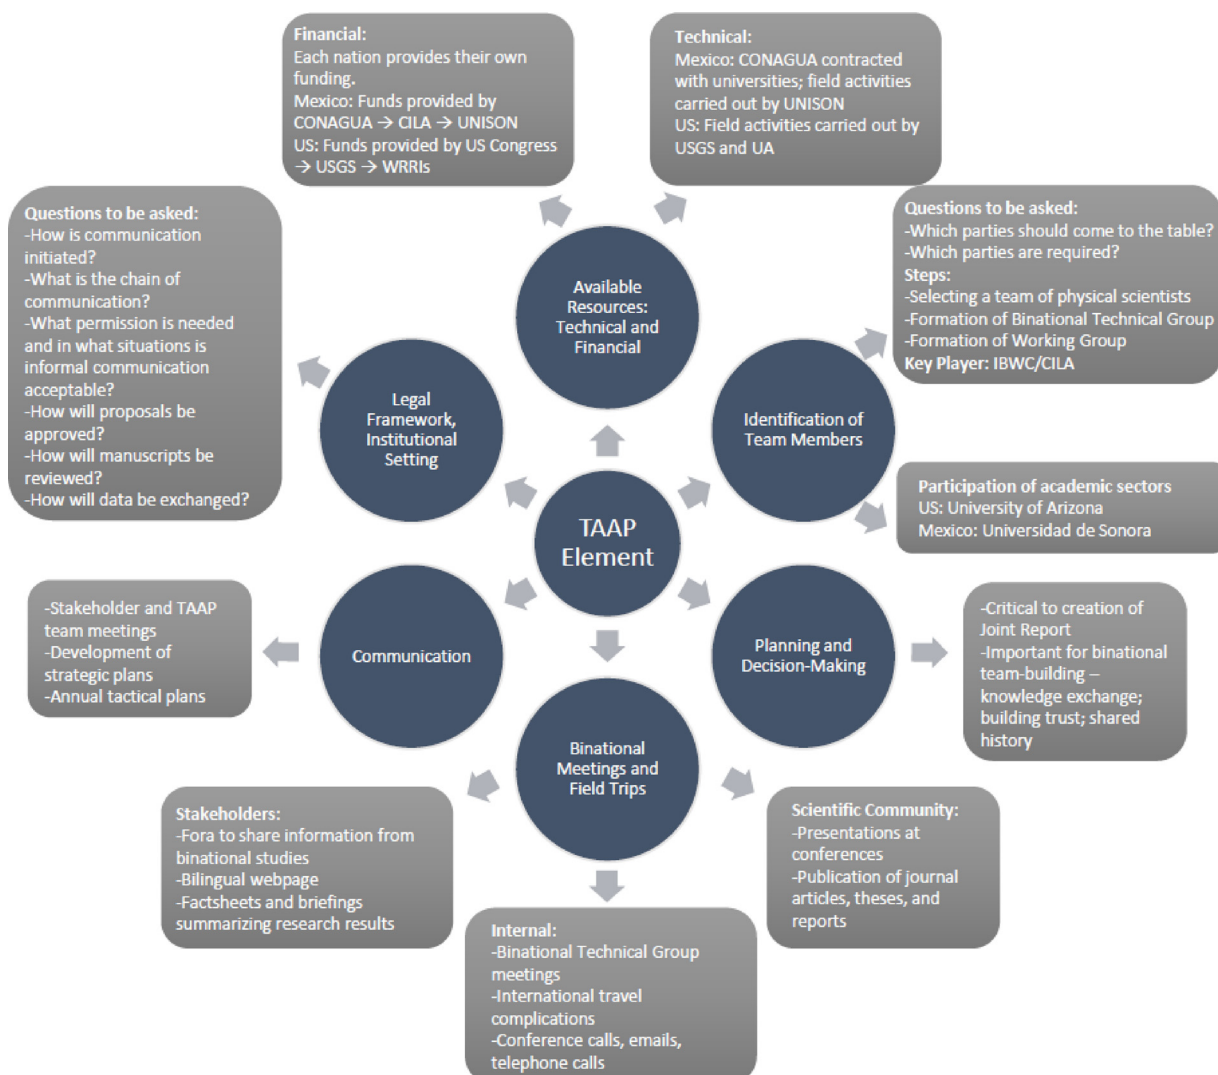 Financial:
Each nation provides their own
funding.
Mexico: Funds provided by
CONAGUA → CILA → UNISON
US: Funds provided by US Congress
→ USGS → WRRIs
Technical:
Mexico: CONAGUA contracted
with universities; field activities
carried out by UNISON
US: Field activities carried out by
USGS and UA
Questions to be asked:
-How is communication
initiated?
-What is the chain of
communication?
-What permission is needed
and in what situations is
informal communication
acceptable?
-How will proposals be
approved?
-How will manuscripts be
reviewed?
-How will data be exchanged?
Questions to be asked:
-Which parties should come to the table?
-Which parties are required?
Steps:
-Selecting a team of physical scientists
-Formation of Binational Technical Group
-Formation of Working Group
Key Player: IBWC/CILA
Available
Resources:
Technical and
Financial
Legal
Framework,
Institutional
Setting
Identification of
Team Members
Participation of academic sectors
US: University of Arizona
Mexico: Universidad de Sonora
TAAP
Element
-Stakeholder and TAAP
team meetings
-Development of
strategic plans
-Annual tactical plans
Communication
Planning and
Decision-Making
-Critical to creation of
Joint Report
-Important for binational
team-building –
knowledge exchange;
building trust; shared
history
Binational
Meetings and
Field Trips
Stakeholders:
-Fora to share information from
binational studies
-Bilingual webpage
-Factsheets and briefings
summarizing research results
Scientific Community:
-Presentations at
conferences
-Publication of journal
articles, theses, and
reports
Internal:
-Binational Technical Group
meetings
-International travel
complications
-Conference calls, emails,
telephone calls